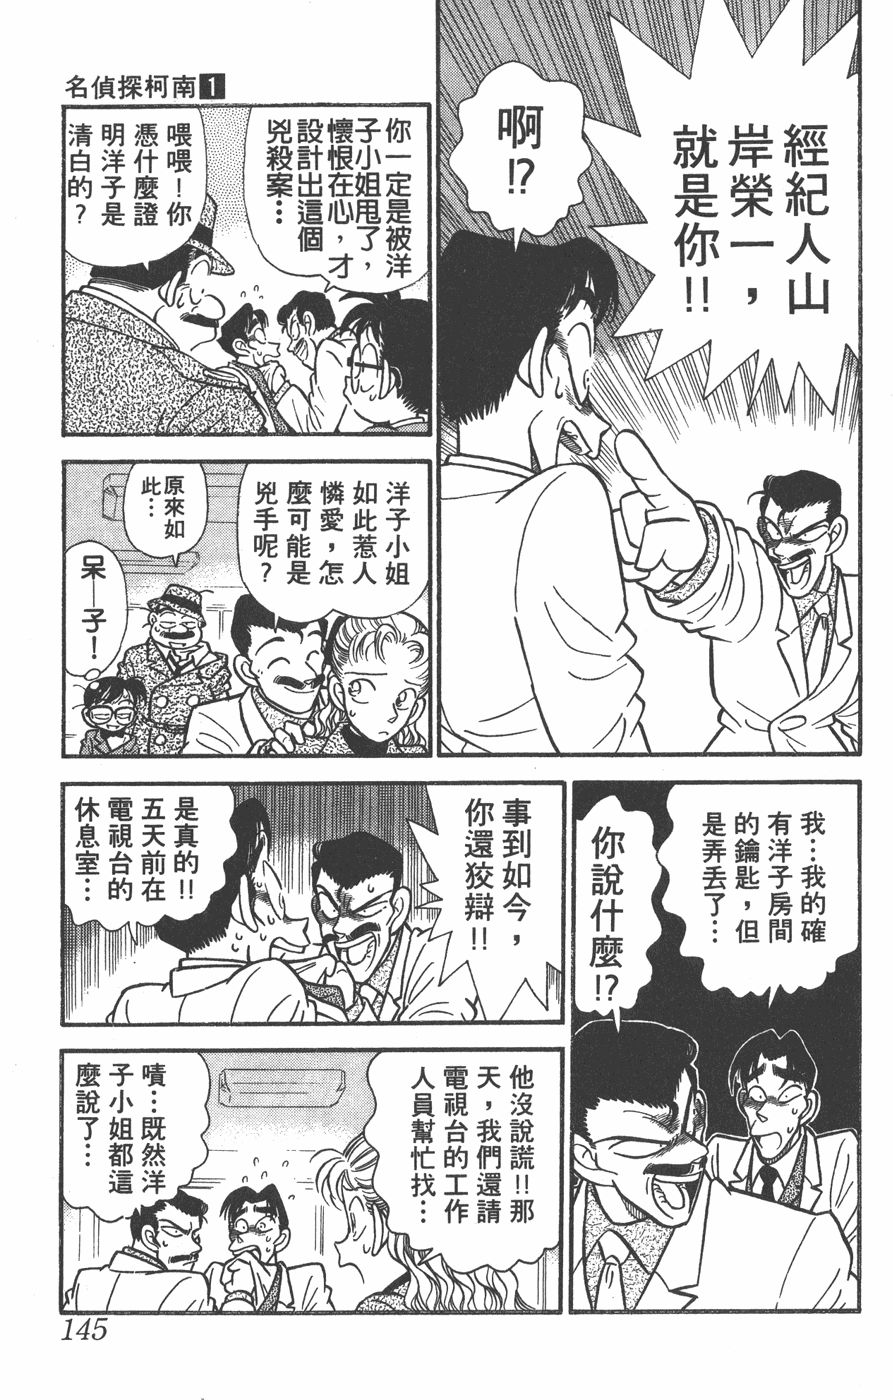 名偵探柯南1
經紀人山
岸榮一，
就是你!!
啊!?
你一定是被洋
子小姐甩了，
懷恨在心，才
設計出這個
兇殺案…
喂喂！你
憑什麼證
明洋子是
清白的？
洋子小姐
如此惹人
憐愛，怎
麼可能是
兇手呢？
原來如
此…
呆—子！
我…我的確
有洋子房間
的鑰匙，但
是弄丟了…
你說什麼!?
事到如今，
你還狡辯!!
是真的!!
五天前在
電視台的
休息室…
他沒說謊!!那
天，我們還請
電視台的工作
人員幫忙找…
嘖…既然洋
子小姐都這
麼說了…
145